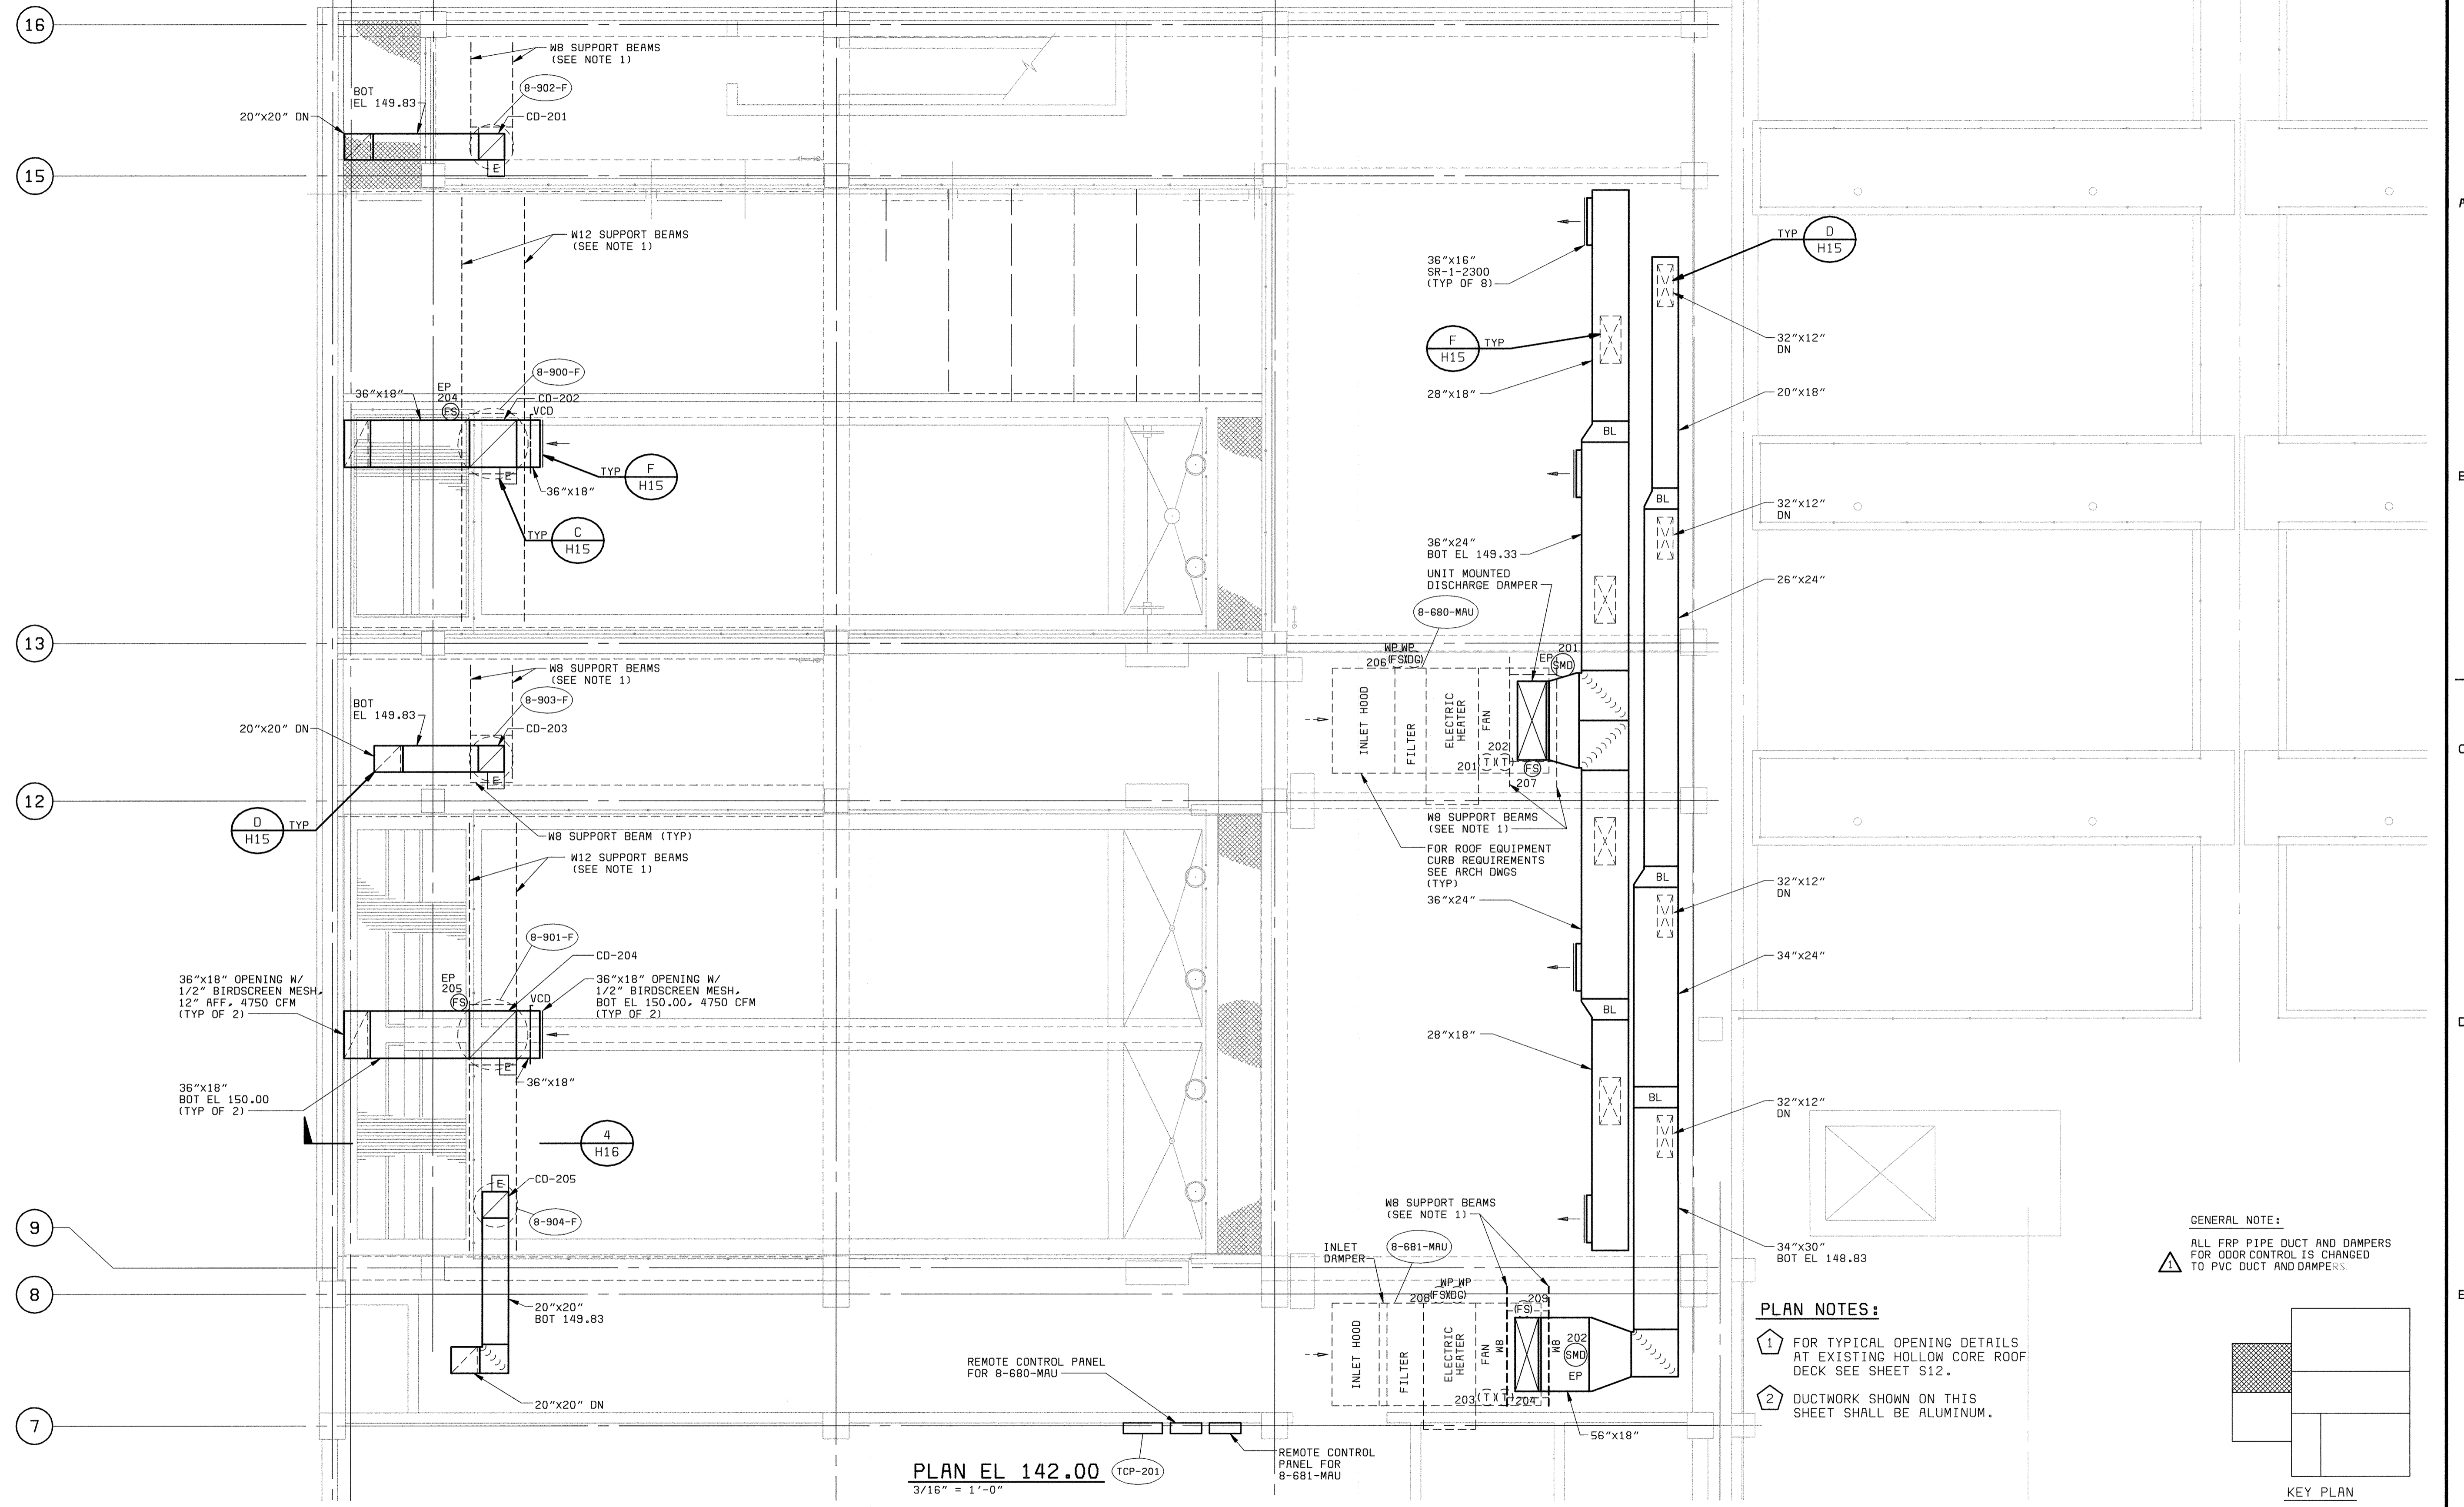 16
W8 SUPPORT BEAMS
(SEE NOTE 1)
8-902-F
BOT
EL 149.83
20"x20" DN
CD-201
E
15
W12 SUPPORT BEAMS
(SEE NOTE 1)
8-900-F
EP
204
FS
36"x18"
CD-202
VCD
E
TYP
F
H15
36"x18"
TYP
C
H15
13
W8 SUPPORT BEAMS
(SEE NOTE 1)
8-903-F
BOT
EL 149.83
20"x20" DN
CD-203
E
12
D
H15
TYP
W8 SUPPORT BEAM (TYP)
W12 SUPPORT BEAMS
(SEE NOTE 1)
8-901-F
CD-204
EP
205
FS
VCD
36"x18" OPENING W/
1/2" BIRDSCREEN MESH,
12" AFF, 4750 CFM
(TYP OF 2)
36"x18" OPENING W/
1/2" BIRDSCREEN MESH,
BOT EL 150.00, 4750 CFM
(TYP OF 2)
E
36"x18"
36"x18"
BOT EL 150.00
(TYP OF 2)
4
H16
E
CD-205
8-904-F
9
8
20"x20"
BOT 149.83
20"x20" DN
7
REMOTE CONTROL PANEL
FOR 8-680-MAU
REMOTE CONTROL
PANEL FOR
8-681-MAU
TCP-201
PLAN EL 142.00
3/16" = 1'-0"
36"x16"
SR-1-2300
(TYP OF 8)
F
H15
TYP
28"x18"
BL
TYP
D
H15
32"x12"
DN
20"x18"
BL
32"x12"
DN
36"x24"
BOT EL 149.33
26"x24"
UNIT MOUNTED
DISCHARGE DAMPER
8-680-MAU
WP WP
206
(FS)
(DG)
EP
201
SMD
INLET HOOD
FILTER
ELECTRIC
HEATER
FAN
202
201
(T)(T)
FS
207
W8 SUPPORT BEAMS
(SEE NOTE 1)
FOR ROOF EQUIPMENT
CURB REQUIREMENTS
SEE ARCH DWGS
(TYP)
36"x24"
BL
32"x12"
DN
34"x24"
BL
28"x18"
BL
32"x12"
DN
34"x30"
BOT EL 148.83
W8 SUPPORT BEAMS
(SEE NOTE 1)
INLET
DAMPER
8-681-MAU
WP WP
208
(FS)
(DG)
209
(FS)
INLET HOOD
FILTER
ELECTRIC
HEATER
FAN
W8
W8
202
SMD
EP
203
(T)(T)
204
56"x18"
GENERAL NOTE:
1
ALL FRP PIPE DUCT AND DAMPERS
FOR ODOR CONTROL IS CHANGED
TO PVC DUCT AND DAMPERS.
PLAN NOTES:
1
FOR TYPICAL OPENING DETAILS
AT EXISTING HOLLOW CORE ROOF
DECK SEE SHEET S12.
2
DUCTWORK SHOWN ON THIS
SHEET SHALL BE ALUMINUM.
KEY PLAN